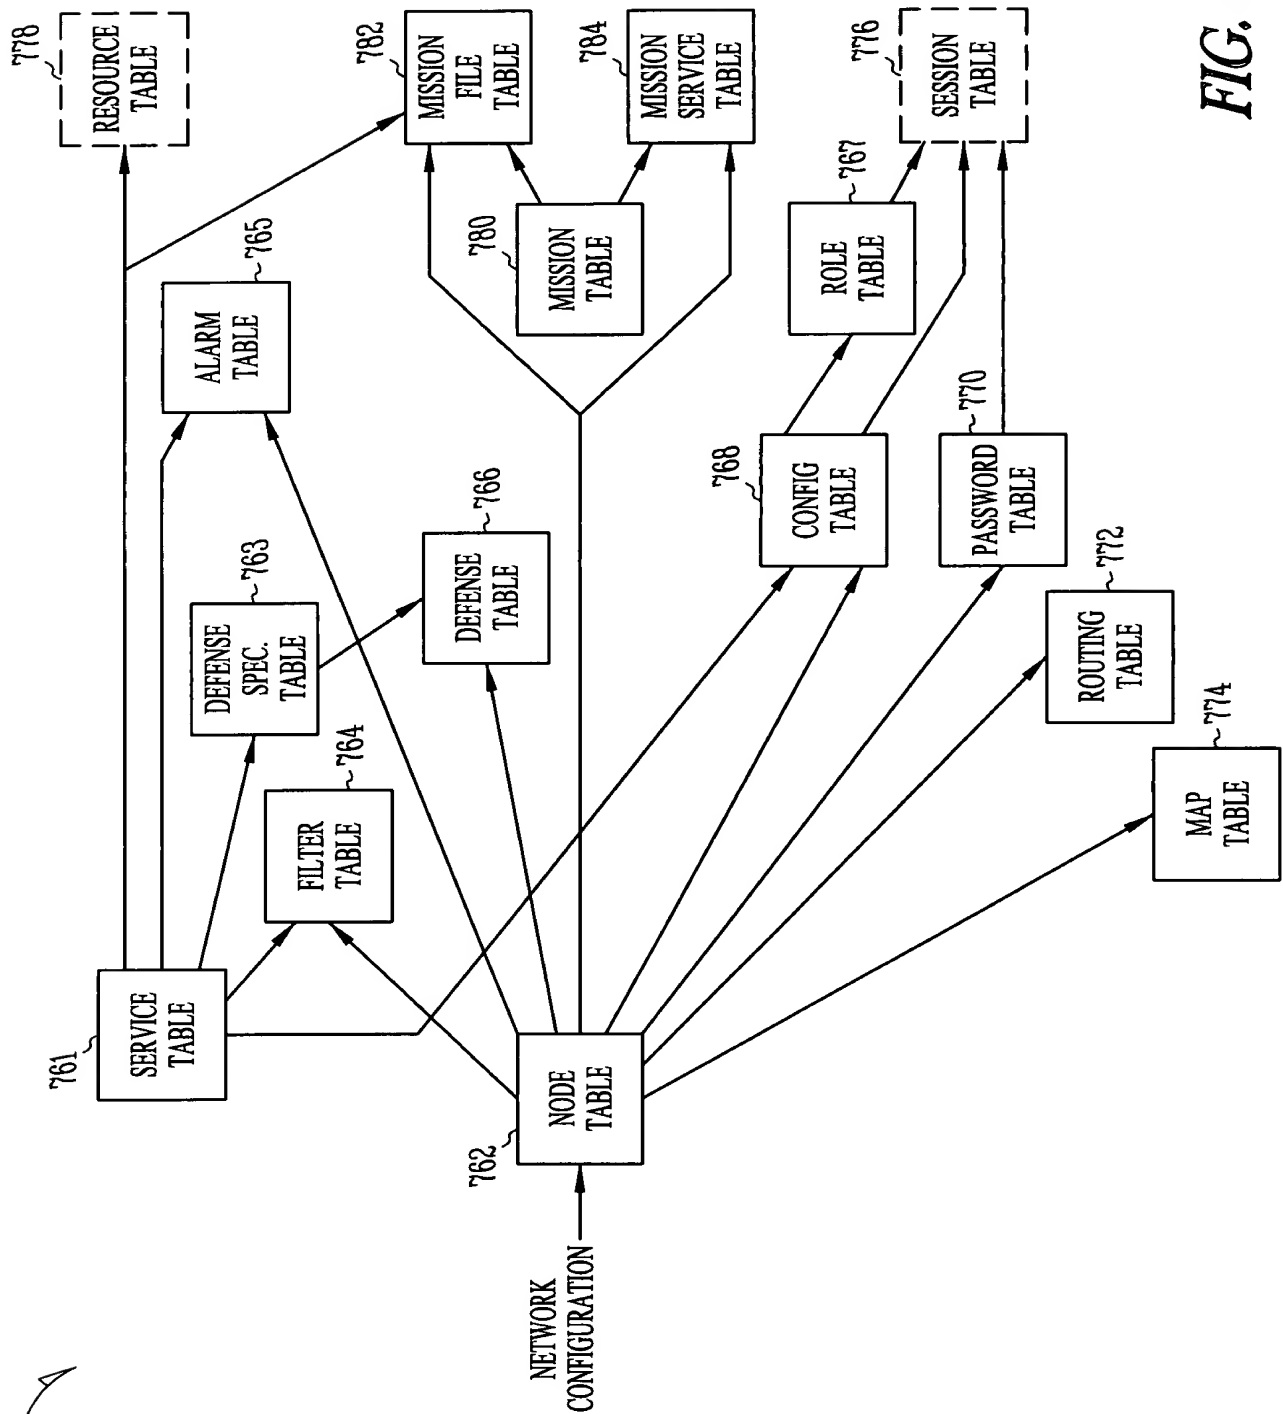 778
RESOURCE
TABLE
782
MISSION
FILE
TABLE
784
MISSION
SERVICE
TABLE
776
SESSION
TABLE
FIG.
765
ALARM
TABLE
780
MISSION
TABLE
767
ROLE
TABLE
763
DEFENSE
SPEC.
TABLE
766
DEFENSE
TABLE
768
CONFIG
TABLE
770
PASSWORD
TABLE
764
FILTER
TABLE
772
ROUTING
TABLE
774
MAP
TABLE
761
SERVICE
TABLE
762
NODE
TABLE
NETWORK
CONFIGURATION